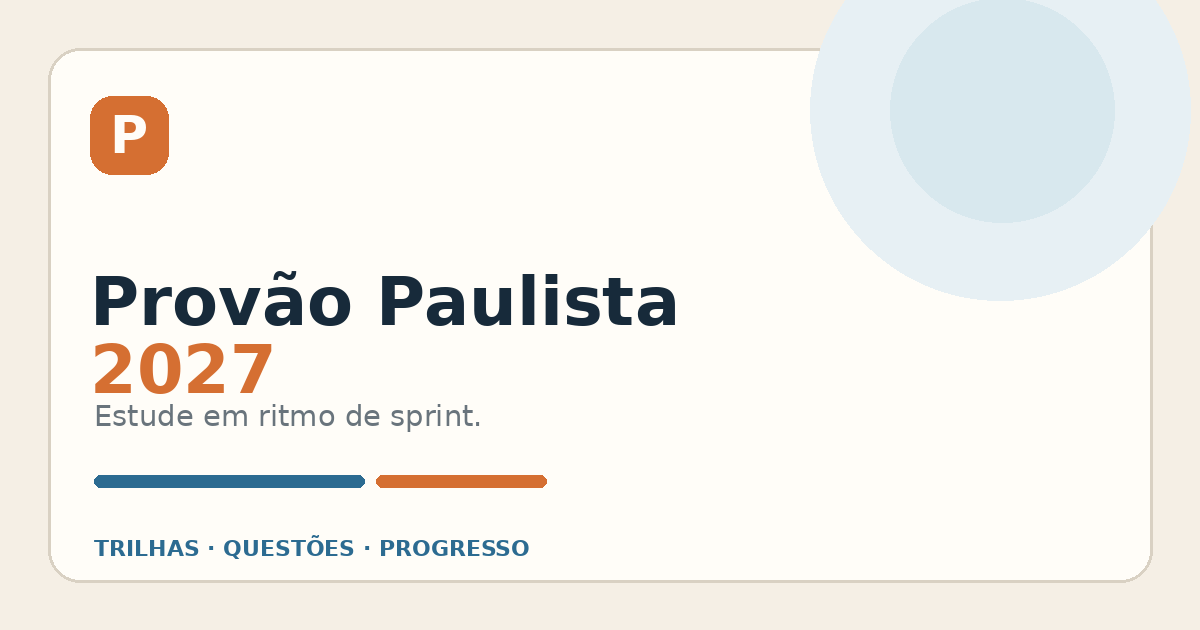 P
Provão Paulista
2027
Estude em ritmo de sprint.
TRILHAS · QUESTÕES · PROGRESSO